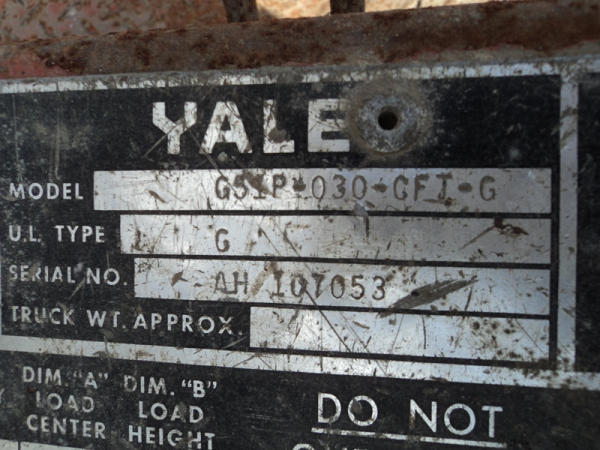 YALE
MODEL G51P-030-CFT-G
U.L. TYPE G
SERIAL NO. AH 107053
TRUCK WT. APPROX.
DIM. "A" DIM. "B"
LOAD LOAD
CENTER HEIGHT
DO NOT